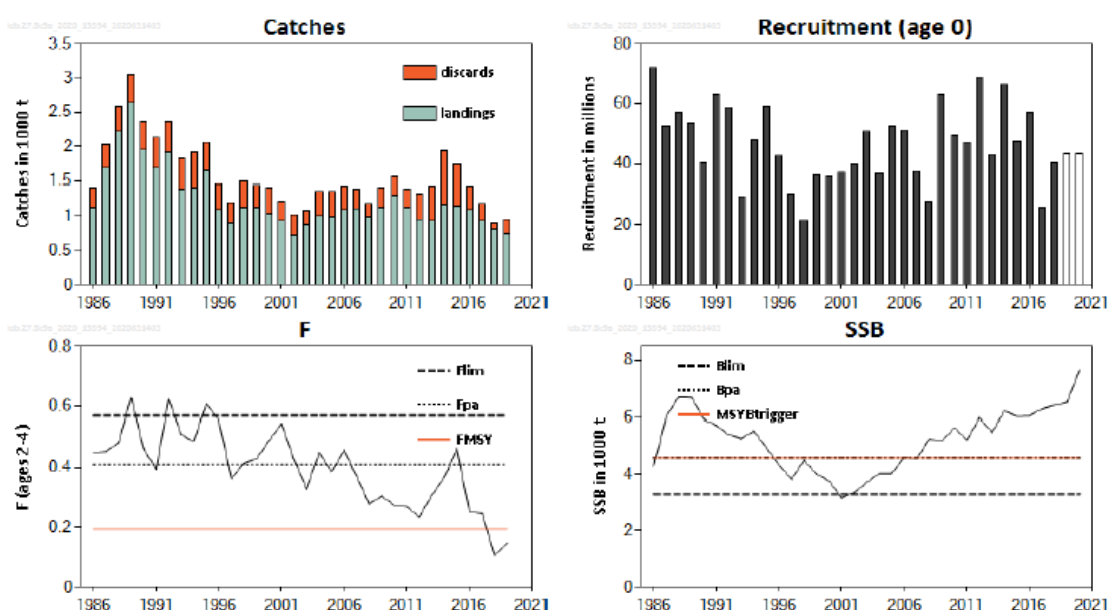 Catches
Catches in 1000 t
3.5
3
2.5
2
1.5
1
0.5
0
discards
landings
1986 1991 1996 2001 2006 2011 2016 2021
Recruitment (age 0)
Recruitment in millions
80
60
40
20
0
1986 1991 1996 2001 2006 2011 2016 2021
F
F (ages 2-4)
0.8
0.6
0.4
0.2
0
Flim
Fpa
FMSY
1986 1991 1996 2001 2006 2011 2016 2021
SSB
SSB in 1000 t
8
6
4
2
0
Blim
Bpa
MSYBtrigger
1986 1991 1996 2001 2006 2011 2016 2021